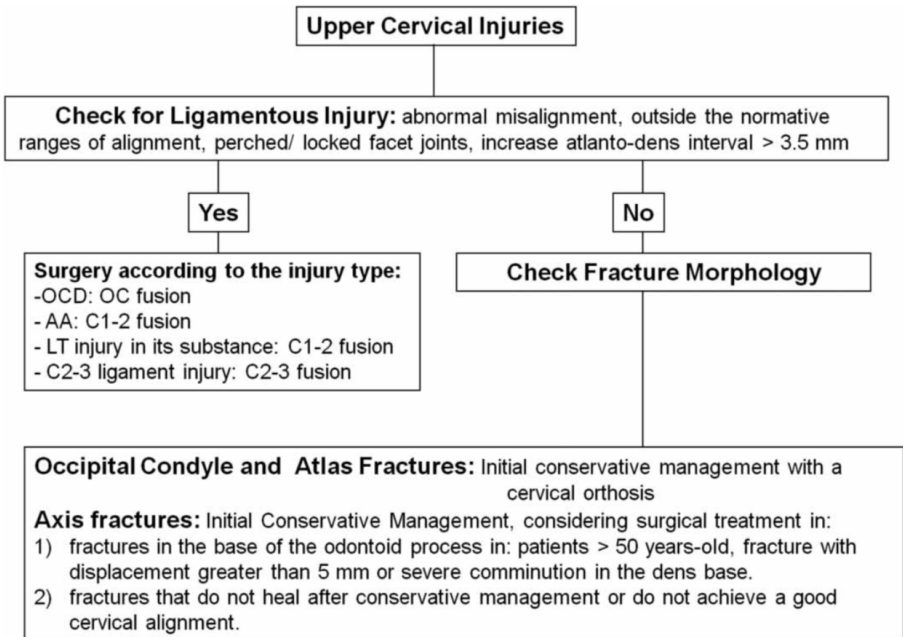 Upper Cervical Injuries
Check for Ligamentous Injury: abnormal misalignment, outside the normative
ranges of alignment, perched/ locked facet joints, increase atlanto-dens interval > 3.5 mm
Yes
No
Surgery according to the injury type:
-OCD: OC fusion
- AA: C1-2 fusion
- LT injury in its substance: C1-2 fusion
- C2-3 ligament injury: C2-3 fusion
Check Fracture Morphology
Occipital Condyle and Atlas Fractures: Initial conservative management with a
cervical orthosis
Axis fractures: Initial Conservative Management, considering surgical treatment in:
1) fractures in the base of the odontoid process in: patients > 50 years-old, fracture with
displacement greater than 5 mm or severe comminution in the dens base.
2) fractures that do not heal after conservative management or do not achieve a good
cervical alignment.